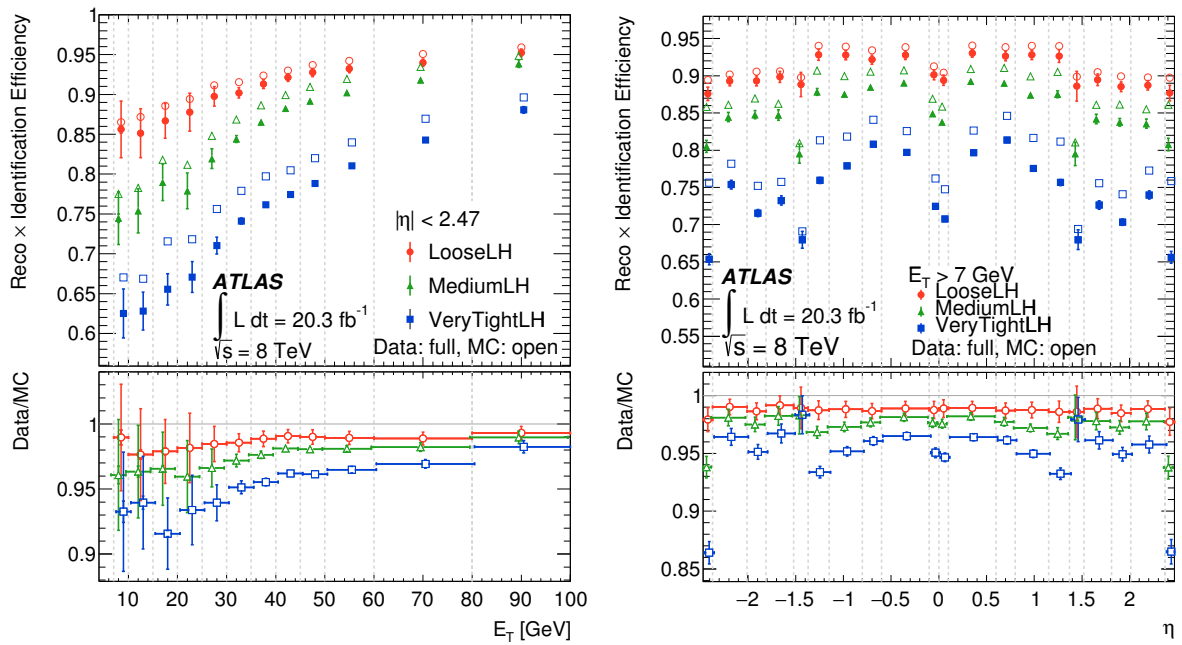 Reco × Identification Efficiency
1
0.95
0.9
0.85
0.8
0.75
0.7
0.65
0.6
|η| < 2.47
LooseLH
MediumLH
VeryTightLH
ATLAS
∫ L dt = 20.3 fb⁻¹
√s = 8 TeV
Data: full, MC: open
Data/MC
1
0.95
0.9
10 20 30 40 50 60 70 80 90 100
E_T [GeV]
Reco × Identification Efficiency
0.95
0.9
0.85
0.8
0.75
0.7
0.65
0.6
0.55
ATLAS
∫ L dt = 20.3 fb⁻¹
√s = 8 TeV
E_T > 7 GeV
LooseLH
MediumLH
VeryTightLH
Data: full, MC: open
Data/MC
1
0.95
0.9
0.85
−2 −1.5 −1 −0.5 0 0.5 1 1.5 2
η